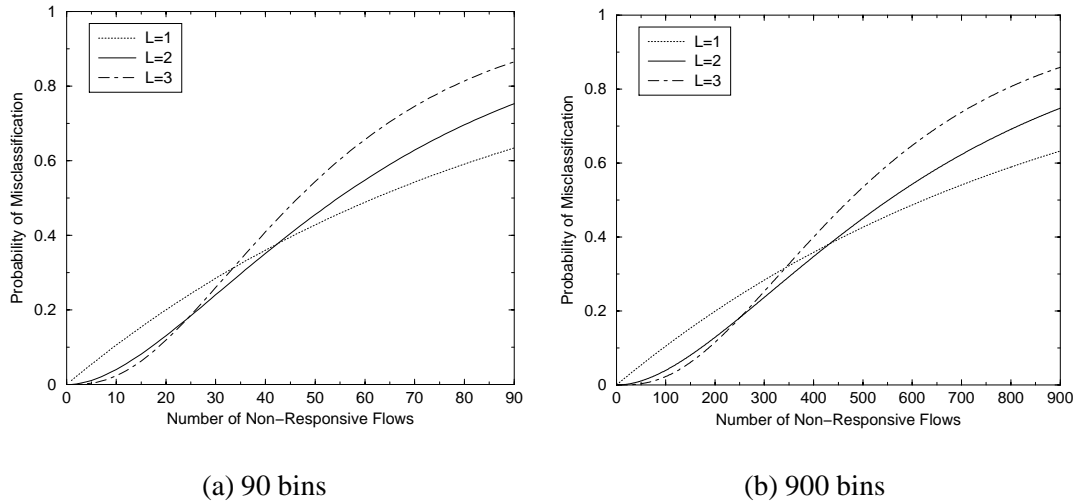 1
0.8
0.6
0.4
0.2
0
Probability of Misclassification
L=1
L=2
L=3
0 10 20 30 40 50 60 70 80 90
Number of Non−Responsive Flows
(a) 90 bins
1
0.8
0.6
0.4
0.2
0
Probability of Misclassification
L=1
L=2
L=3
0 100 200 300 400 500 600 700 800 900
Number of Non−Responsive Flows
(b) 900 bins